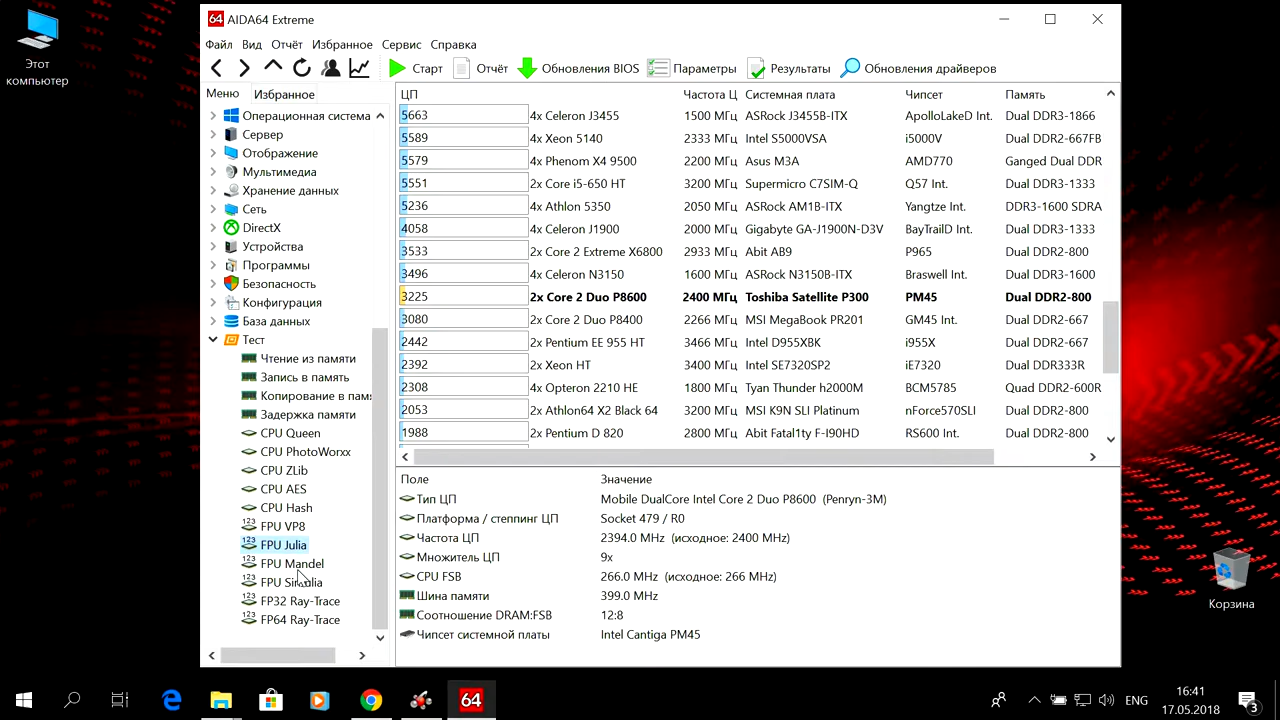 Этот
компьютер
64 AIDA64 Extreme
Файл Вид Отчёт Избранное Сервис Справка
Старт Отчёт Обновления BIOS Параметры Результаты Обновления драйверов
Меню Избранное
Операционная система
Сервер
Отображение
Мультимедиа
Хранение данных
Сеть
DirectX
Устройства
Программы
Безопасность
Конфигурация
База данных
Тест
Чтение из памяти
Запись в память
Копирование в пам
Задержка памяти
CPU Queen
CPU PhotoWorxx
CPU ZLib
CPU AES
CPU Hash
123 FPU VP8
123 FPU Julia
123 FPU Mandel
123 FPU SinJulia
123 FP32 Ray-Trace
123 FP64 Ray-Trace
ЦП Частота Ц Системная плата Чипсет Память
5663 4x Celeron J3455 1500 МГц ASRock J3455B-ITX ApolloLakeD Int. Dual DDR3-1866
5589 4x Xeon 5140 2333 МГц Intel S5000VSA i5000V Dual DDR2-667FB
5579 4x Phenom X4 9500 2200 МГц Asus M3A AMD770 Ganged Dual DDR
5551 2x Core i5-650 HT 3200 МГц Supermicro C7SIM-Q Q57 Int. Dual DDR3-1333
5236 4x Athlon 5350 2050 МГц ASRock AM1B-ITX Yangtze Int. DDR3-1600 SDRA
4058 4x Celeron J1900 2000 МГц Gigabyte GA-J1900N-D3V BayTrailD Int. Dual DDR3-1333
3533 2x Core 2 Extreme X6800 2933 МГц Abit AB9 P965 Dual DDR2-800
3496 4x Celeron N3150 1600 МГц ASRock N3150B-ITX Braswell Int. Dual DDR3-1600
3225 2x Core 2 Duo P8600 2400 МГц Toshiba Satellite P300 PM45 Dual DDR2-800
3080 2x Core 2 Duo P8400 2266 МГц MSI MegaBook PR201 GM45 Int. Dual DDR2-667
2442 2x Pentium EE 955 HT 3466 МГц Intel D955XBK i955X Dual DDR2-667
2392 2x Xeon HT 3400 МГц Intel SE7320SP2 iE7320 Dual DDR333R
2308 4x Opteron 2210 HE 1800 МГц Tyan Thunder h2000M BCM5785 Quad DDR2-600R
2053 2x Athlon64 X2 Black 64 3200 МГц MSI K9N SLI Platinum nForce570SLI Dual DDR2-800
1988 2x Pentium D 820 2800 МГц Abit Fatal1ty F-I90HD RS600 Int. Dual DDR2-800
Поле Значение
Тип ЦП Mobile DualCore Intel Core 2 Duo P8600 (Penryn-3M)
Платформа / степпинг ЦП Socket 479 / R0
Частота ЦП 2394.0 MHz (исходное: 2400 MHz)
Множитель ЦП 9x
CPU FSB 266.0 MHz (исходное: 266 MHz)
Шина памяти 399.0 MHz
Соотношение DRAM:FSB 12:8
Чипсет системной платы Intel Cantiga PM45
Корзина
64 ENG 16:41
17.05.2018
3